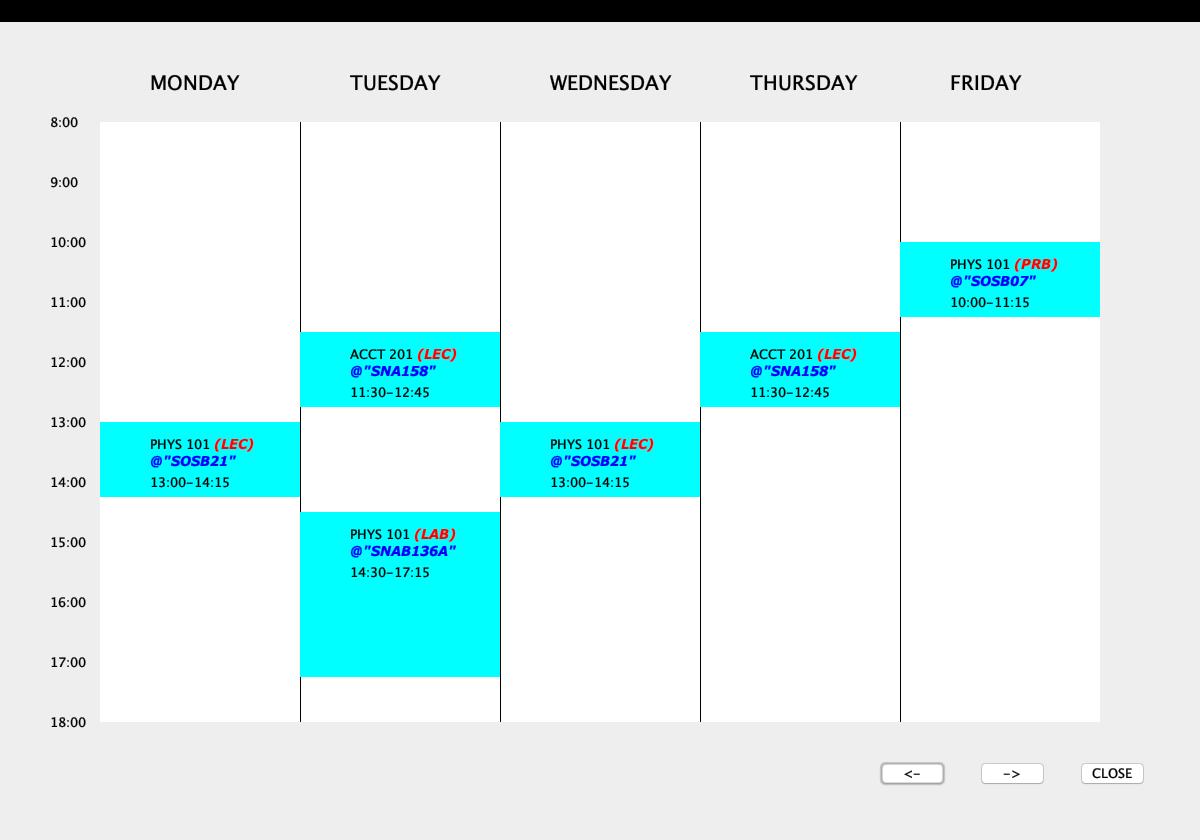 MONDAY TUESDAY WEDNESDAY THURSDAY FRIDAY
8:00
9:00
10:00
PHYS 101 (PRB)
@"SOSB07"
11:00
10:00-11:15
ACCT 201 (LEC)
@"SNA158"
11:30-12:45
ACCT 201 (LEC)
@"SNA158"
11:30-12:45
12:00
13:00
PHYS 101 (LEC)
@"SOSB21"
13:00-14:15
PHYS 101 (LEC)
@"SOSB21"
13:00-14:15
14:00
PHYS 101 (LAB)
@"SNAB136A"
14:30-17:15
15:00
16:00
17:00
18:00
<- -> CLOSE